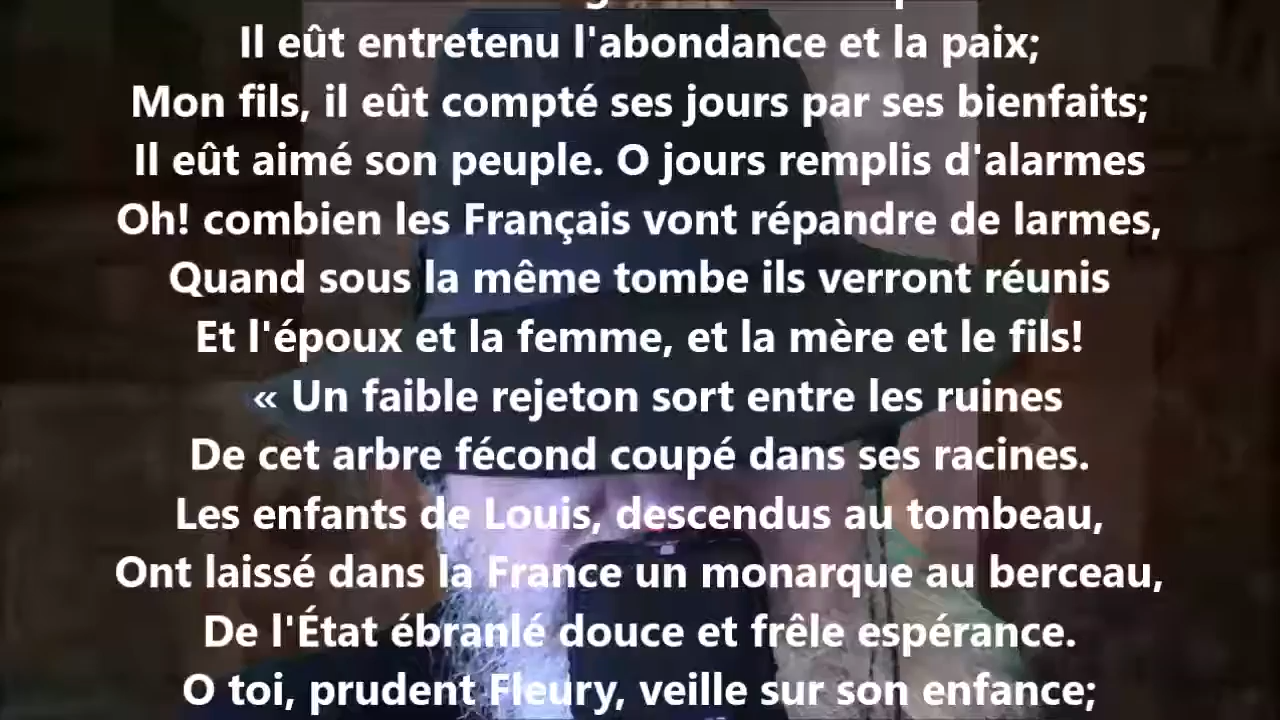 Il eût entretenu l'abondance et la paix;
Mon fils, il eût compté ses jours par ses bienfaits;
Il eût aimé son peuple. O jours remplis d'alarmes
Oh! combien les Français vont répandre de larmes,
Quand sous la même tombe ils verront réunis
Et l'époux et la femme, et la mère et le fils!
« Un faible rejeton sort entre les ruines
De cet arbre fécond coupé dans ses racines.
Les enfants de Louis, descendus au tombeau,
Ont laissé dans la France un monarque au berceau,
De l'État ébranlé douce et frêle espérance.
O toi, prudent Fleury, veille sur son enfance;